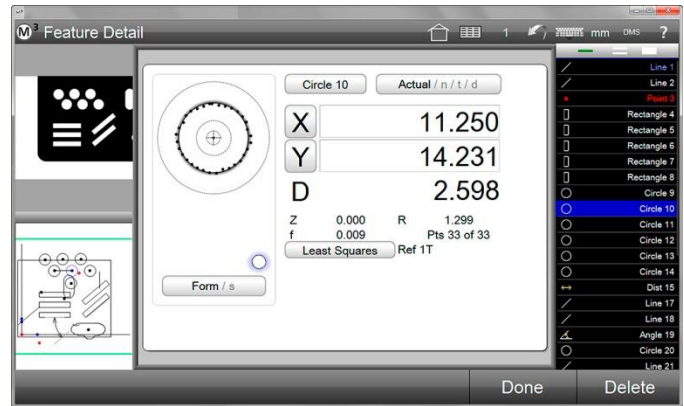 M3 Feature Detail
1 mm DMS ?
Circle 10 Actual / n / t / d
X 11.250
Y 14.231
D 2.598
Z 0.000 R 1.299
f 0.009 Pts 33 of 33
Least Squares Ref 1T
Form / s
Line 1
Line 2
Point 3
Rectangle 4
Rectangle 5
Rectangle 6
Rectangle 7
Rectangle 8
Circle 9
Circle 10
Circle 11
Circle 12
Circle 13
Circle 14
Dist 15
Line 17
Line 18
Angle 19
Circle 20
Line 21
Done Delete